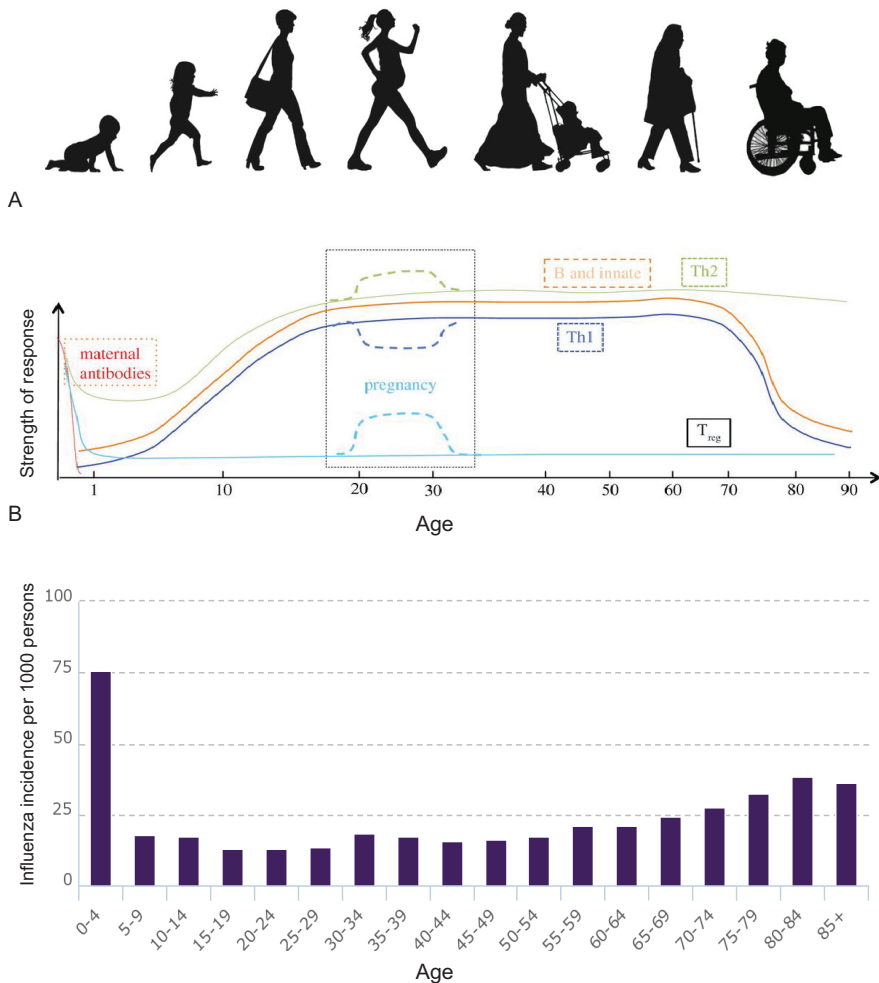 A
Strength of response
maternal
antibodies
B and innate
Th2
Th1
pregnancy
Treg
1 10 20 30 40 50 60 70 80 90
Age
B
Influenza incidence per 1000 persons
100
75
50
25
0
0-4 5-9 10-14 15-19 20-24 25-29 30-34 35-39 40-44 45-49 50-54 55-59 60-64 65-69 70-74 75-79 80-84 85+
Age